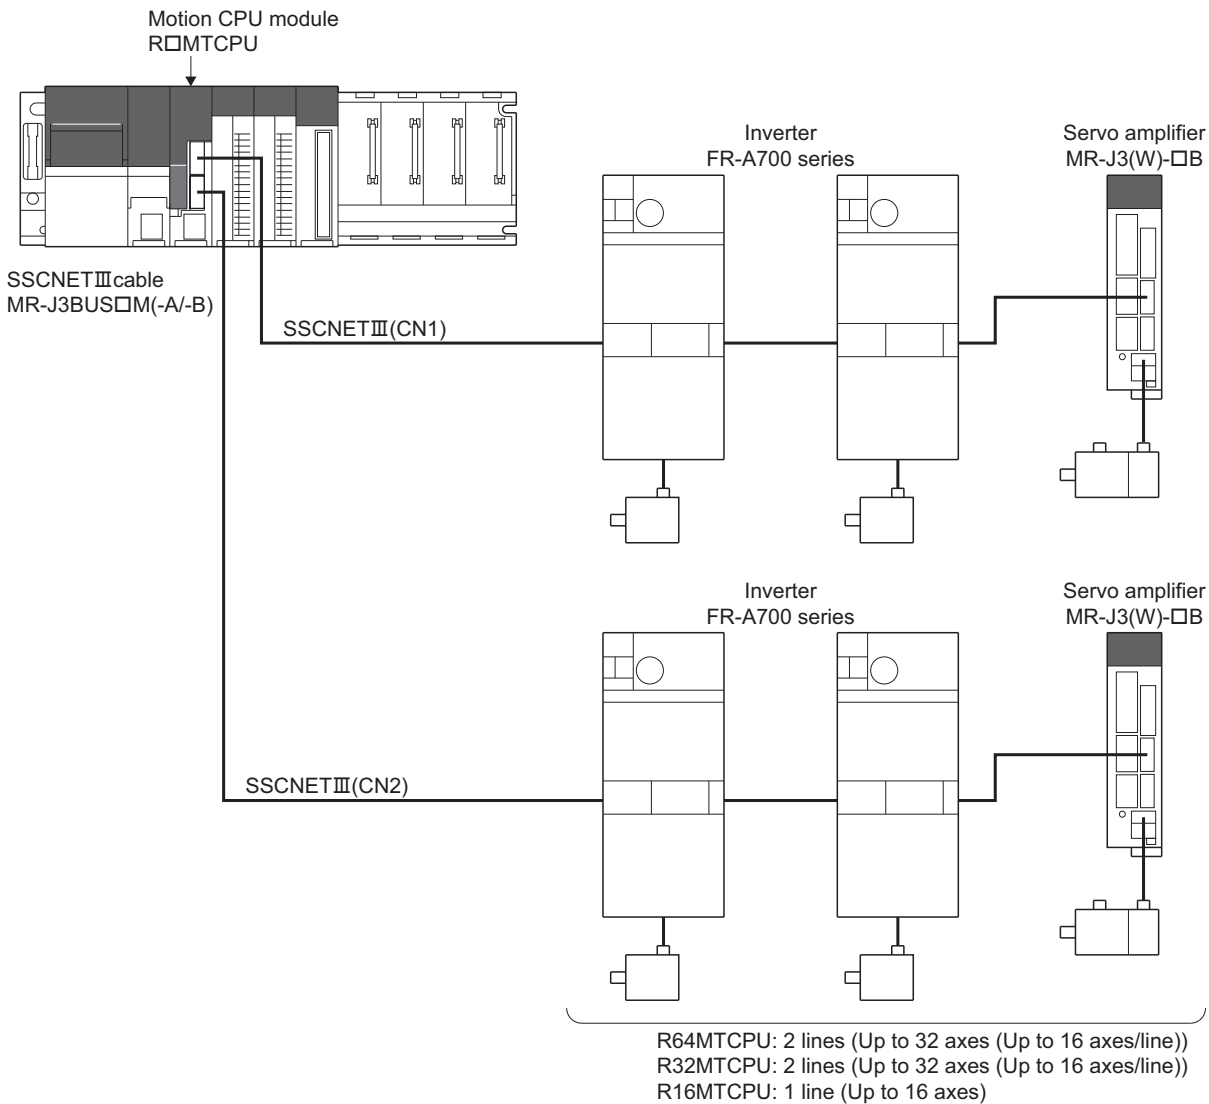 Motion CPU module
R□MTCPU
Inverter
FR-A700 series
Servo amplifier
MR-J3(W)-□B
SSCNETⅢcable
MR-J3BUS□M(-A/-B)
SSCNETⅢ(CN1)
Inverter
FR-A700 series
Servo amplifier
MR-J3(W)-□B
SSCNETⅢ(CN2)
R64MTCPU: 2 lines (Up to 32 axes (Up to 16 axes/line))
R32MTCPU: 2 lines (Up to 32 axes (Up to 16 axes/line))
R16MTCPU: 1 line (Up to 16 axes)